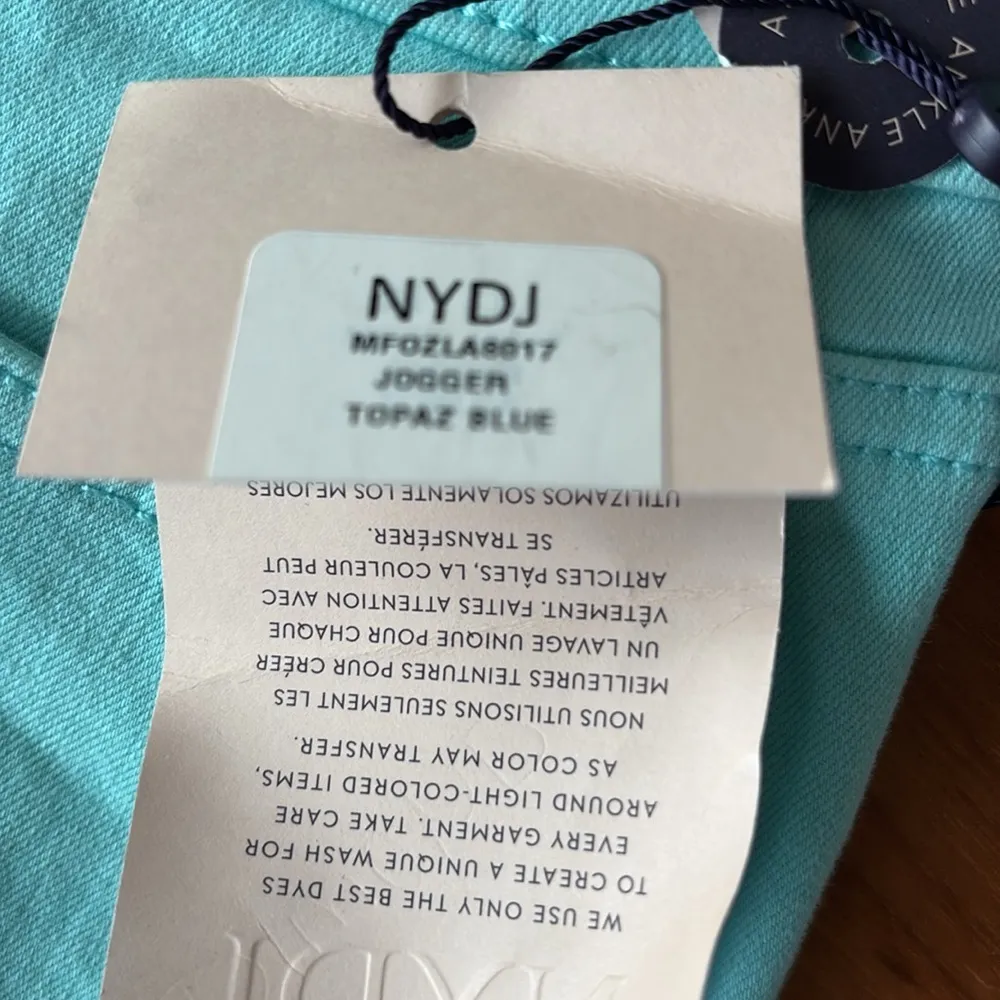 NYDJ
MFOZLA8017
JOGGER
TOPAZ BLUE
WE USE ONLY THE BEST DYES
TO CREATE A UNIQUE WASH FOR
EVERY GARMENT. TAKE CARE
AROUND LIGHT-COLORED ITEMS,
AS COLOR MAY TRANSFER.
NOUS UTILISONS SEULEMENT LES
MEILLEURES TEINTURES POUR CRÉER
UN LAVAGE UNIQUE POUR CHAQUE
VÊTEMENT. FAITES ATTENTION AVEC
ARTICLES PÂLES, LA COULEUR PEUT
SE TRANSFÉRER.
UTILIZAMOS SOLAMENTE LOS MEJORES
NYDJ